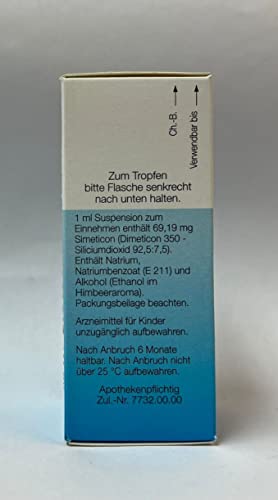 Ch.-B.
Verwendbar bis
Zum Tropfen
bitte Flasche senkrecht
nach unten halten.
1 ml Suspension zum
Einnehmen enthält 69,19 mg
Simeticon (Dimeticon 350 -
Siliciumdioxid 92,5:7,5).
Enthält Natrium,
Natriumbenzoat (E 211) und
Alkohol (Ethanol im
Himbeeraroma).
Packungsbeilage beachten.
Arzneimittel für Kinder
unzugänglich aufbewahren.
Nach Anbruch 6 Monate
haltbar. Nach Anbruch nicht
über 25 °C aufbewahren.
Apothekenpflichtig
Zul.-Nr. 7732.00.00